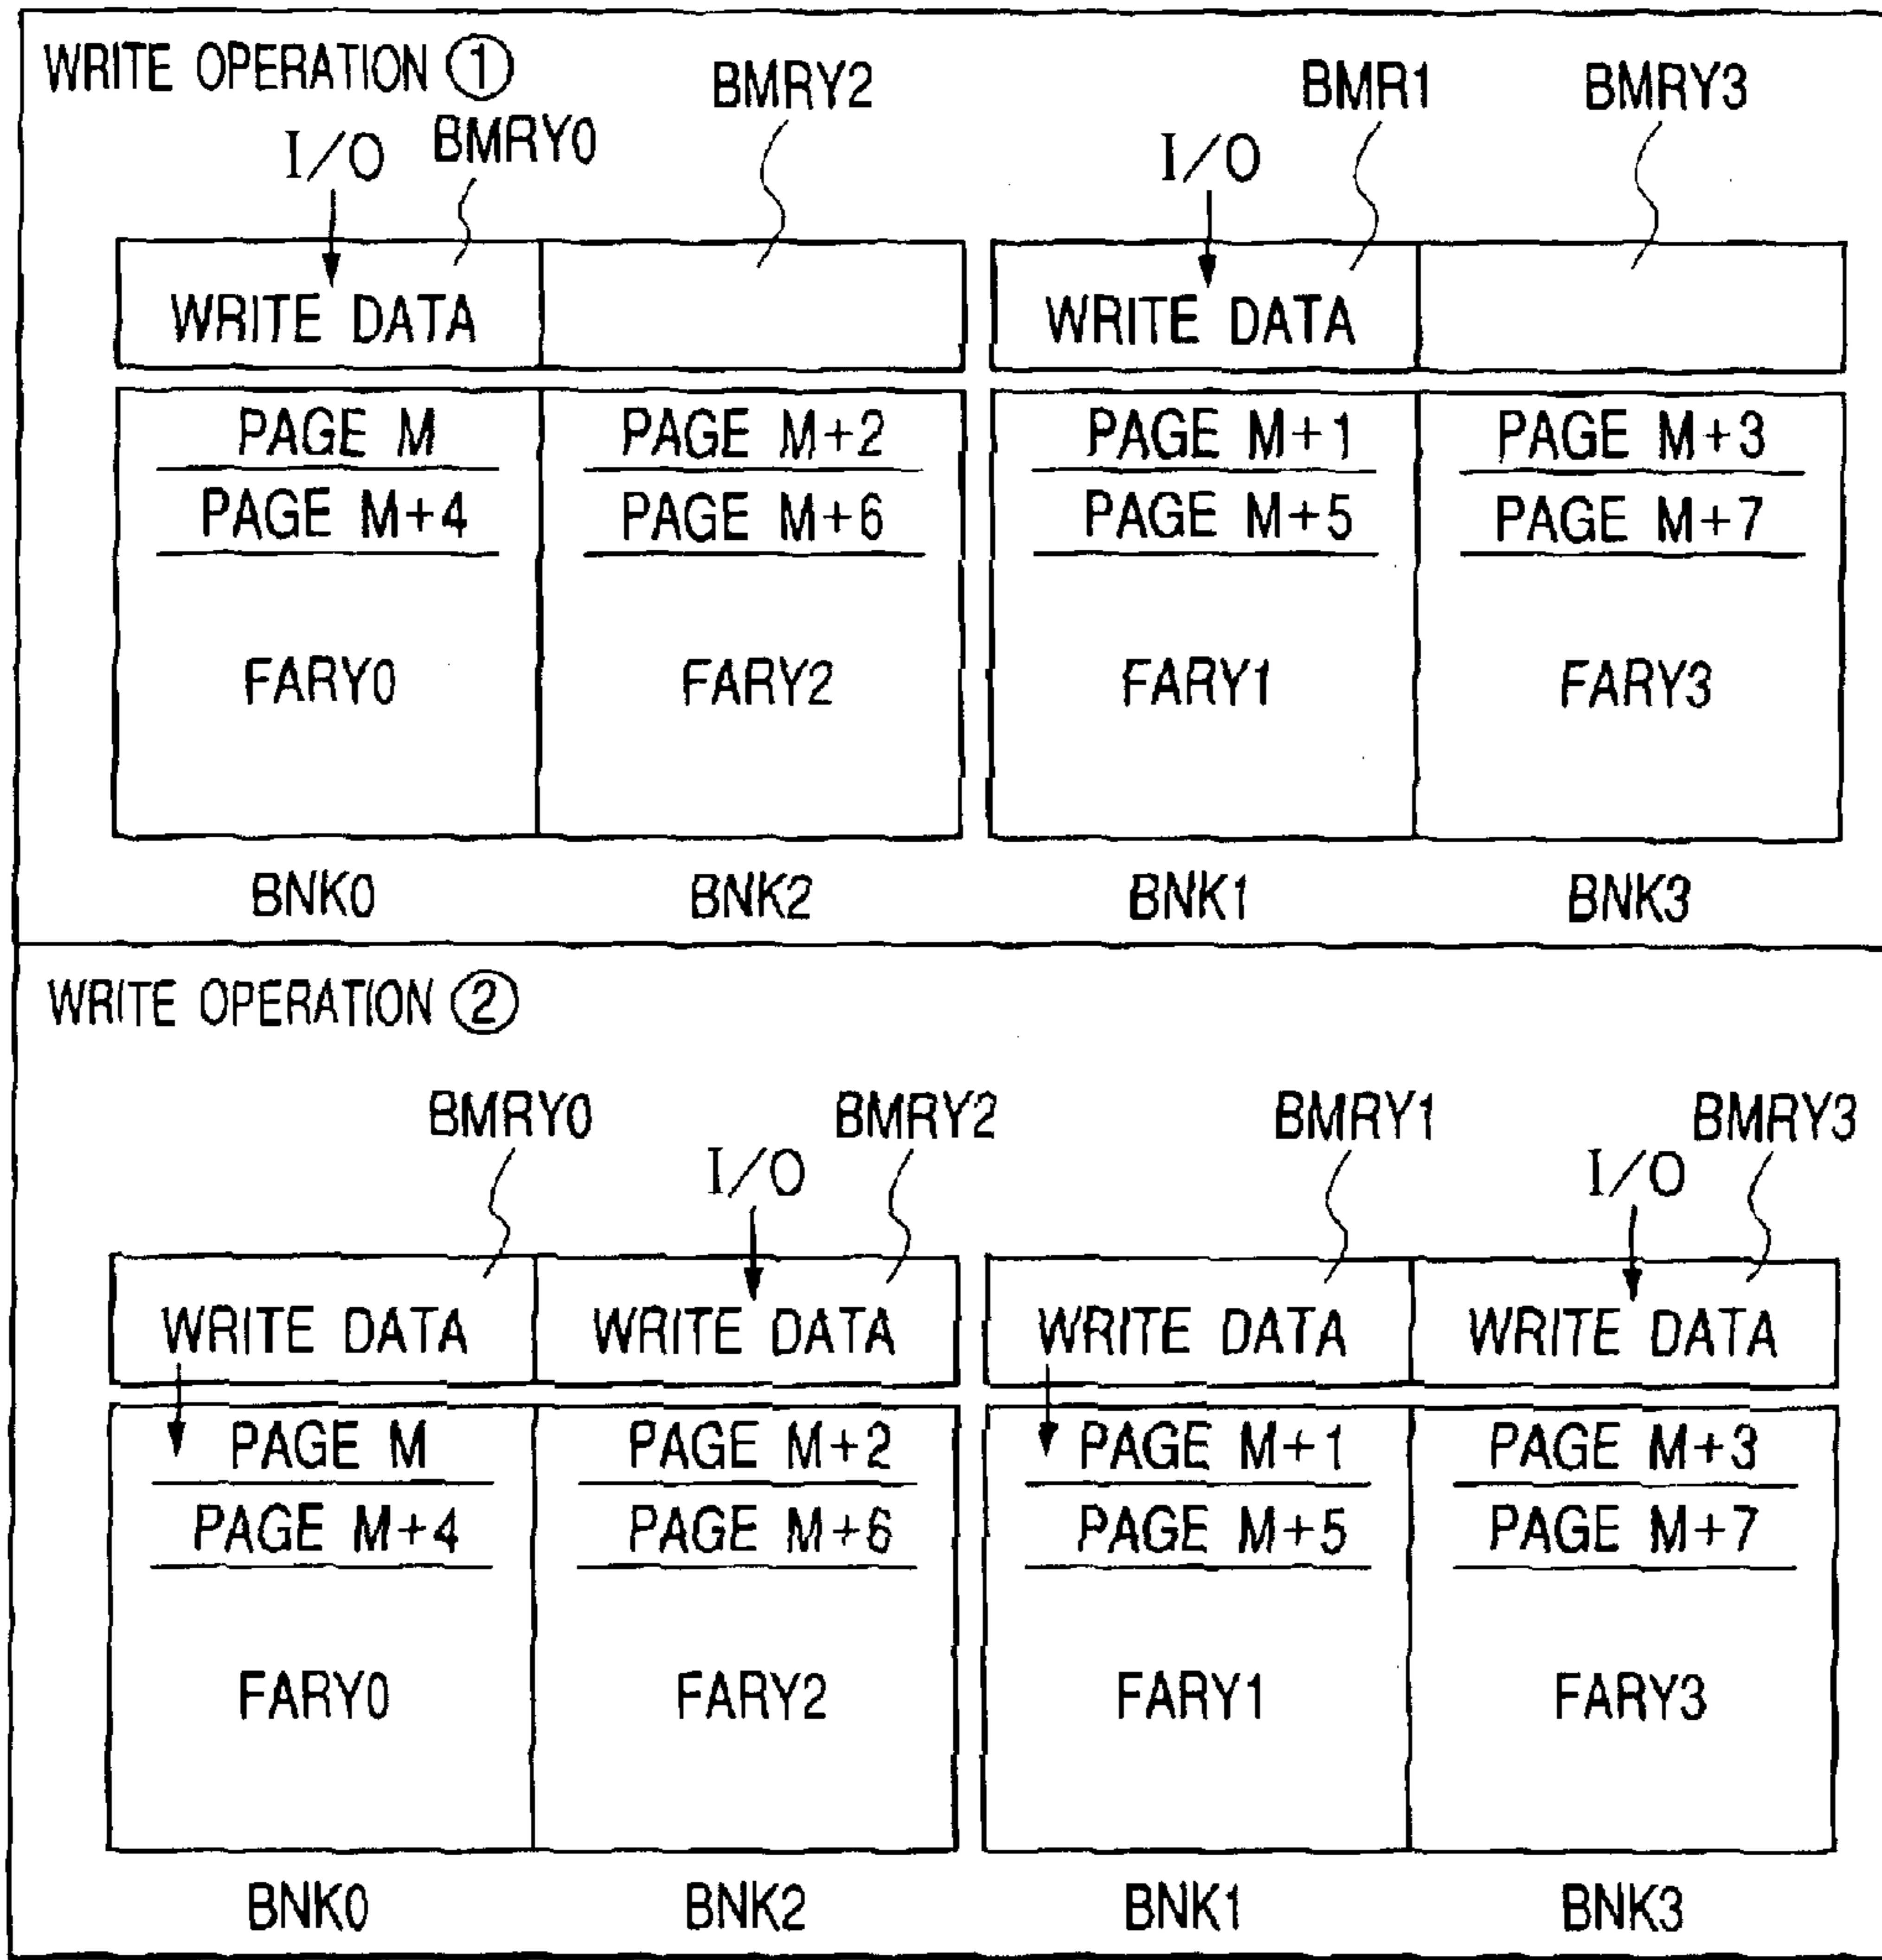 WRITE OPERATION ①
BMRY2 BMR1 BMRY3
I/O BMRY0 I/O
WRITE DATA WRITE DATA
PAGE M PAGE M+2 PAGE M+1 PAGE M+3
PAGE M+4 PAGE M+6 PAGE M+5 PAGE M+7
FARY0 FARY2 FARY1 FARY3
BNK0 BNK2 BNK1 BNK3
WRITE OPERATION ②
BMRY0 BMRY2 BMRY1 BMRY3
I/O I/O
WRITE DATA WRITE DATA WRITE DATA WRITE DATA
PAGE M PAGE M+2 PAGE M+1 PAGE M+3
PAGE M+4 PAGE M+6 PAGE M+5 PAGE M+7
FARY0 FARY2 FARY1 FARY3
BNK0 BNK2 BNK1 BNK3